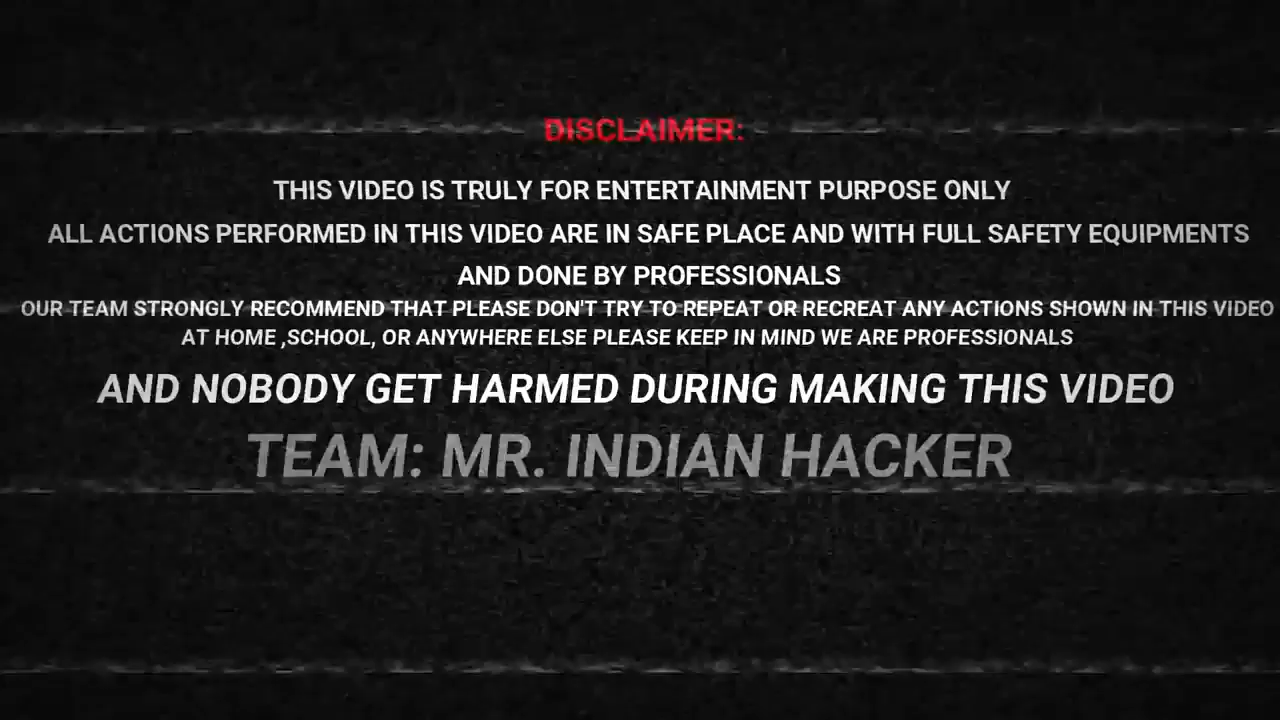 DISCLAIMER:
THIS VIDEO IS TRULY FOR ENTERTAINMENT PURPOSE ONLY
ALL ACTIONS PERFORMED IN THIS VIDEO ARE IN SAFE PLACE AND WITH FULL SAFETY EQUIPMENTS
AND DONE BY PROFESSIONALS
OUR TEAM STRONGLY RECOMMEND THAT PLEASE DON'T TRY TO REPEAT OR RECREAT ANY ACTIONS SHOWN IN THIS VIDEO
AT HOME ,SCHOOL, OR ANYWHERE ELSE PLEASE KEEP IN MIND WE ARE PROFESSIONALS
AND NOBODY GET HARMED DURING MAKING THIS VIDEO
TEAM: MR. INDIAN HACKER